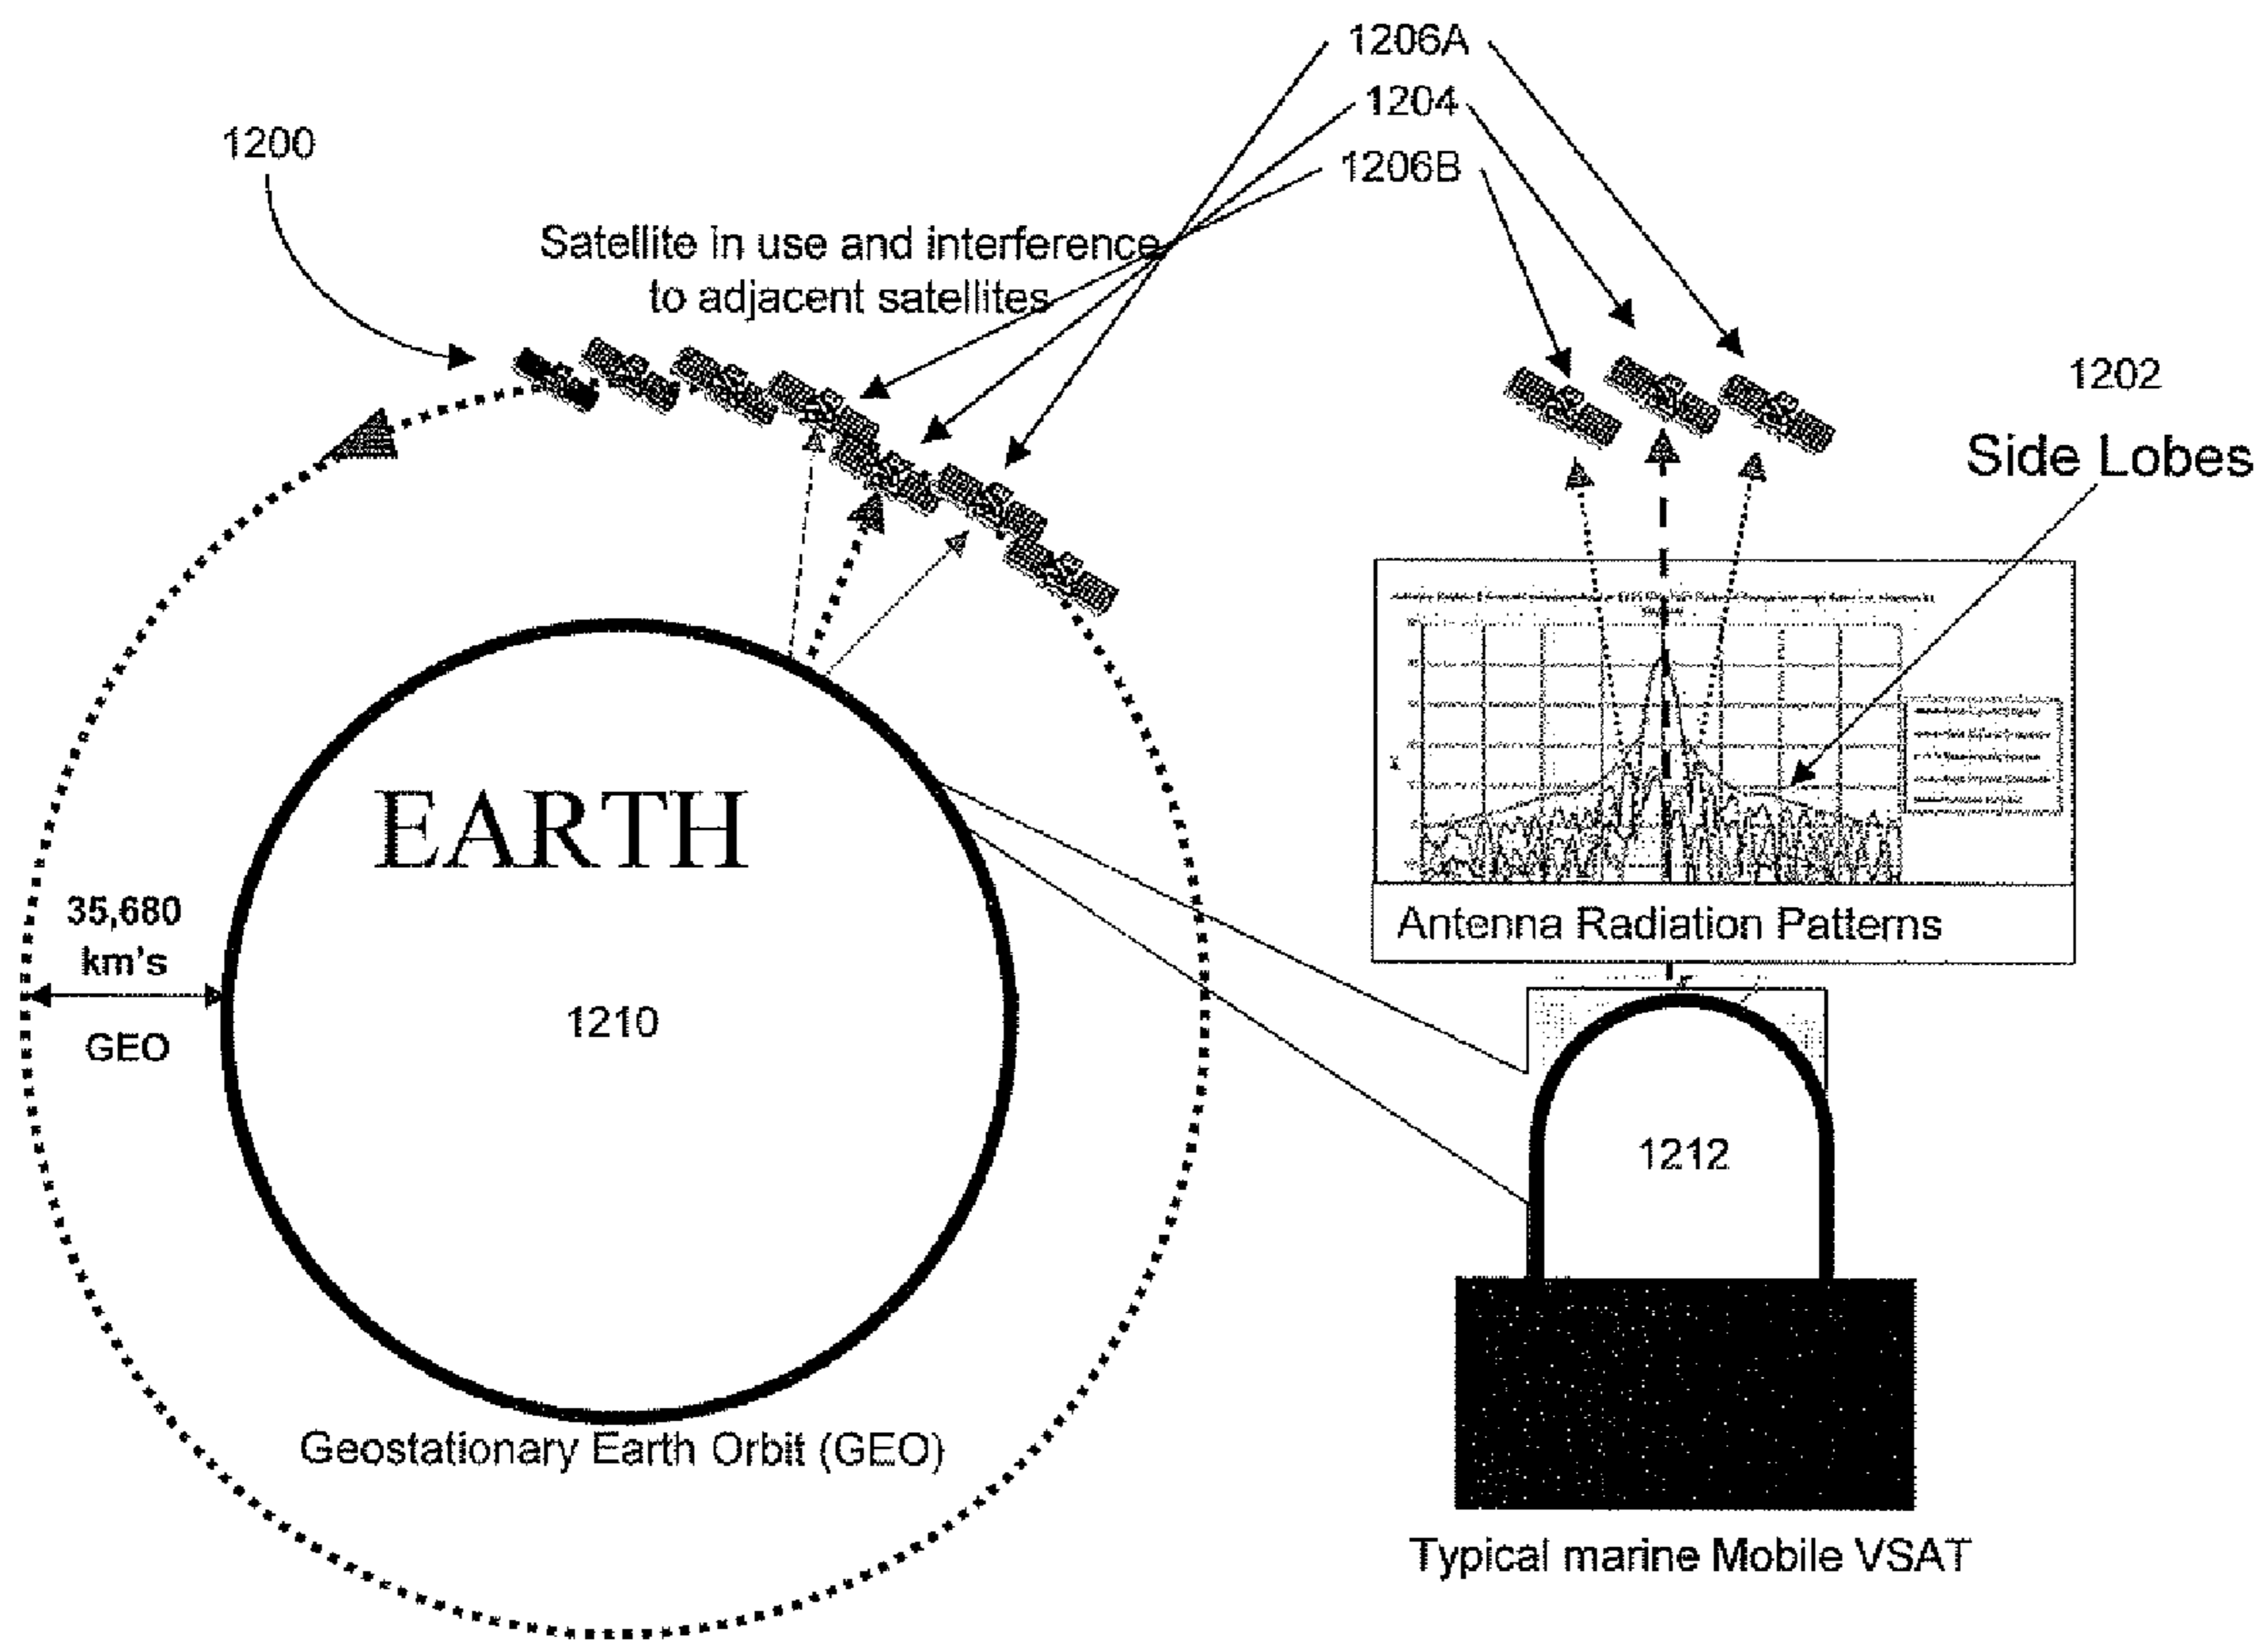 1206A
1204
1206B
1200
Satellite in use and interference
to adjacent satellites
1202
Side Lobes
EARTH
35,680
km's
GEO
1210
Antenna Radiation Patterns
1212
Geostationary Earth Orbit (GEO)
Typical marine Mobile VSAT